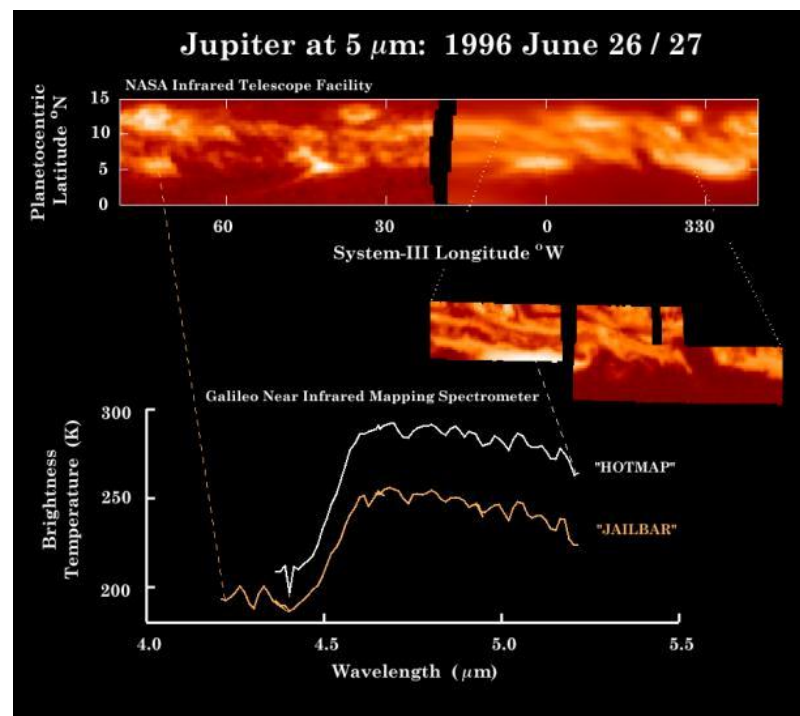 Jupiter at 5 μm: 1996 June 26 / 27
NASA Infrared Telescope Facility
Planetocentric
Latitude °N
15
10
5
0
60
30
0
330
System-III Longitude °W
Galileo Near Infrared Mapping Spectrometer
Brightness
Temperature (K)
300
250
200
"HOTMAP"
"JAILBAR"
4.0
4.5
5.0
5.5
Wavelength (μm)